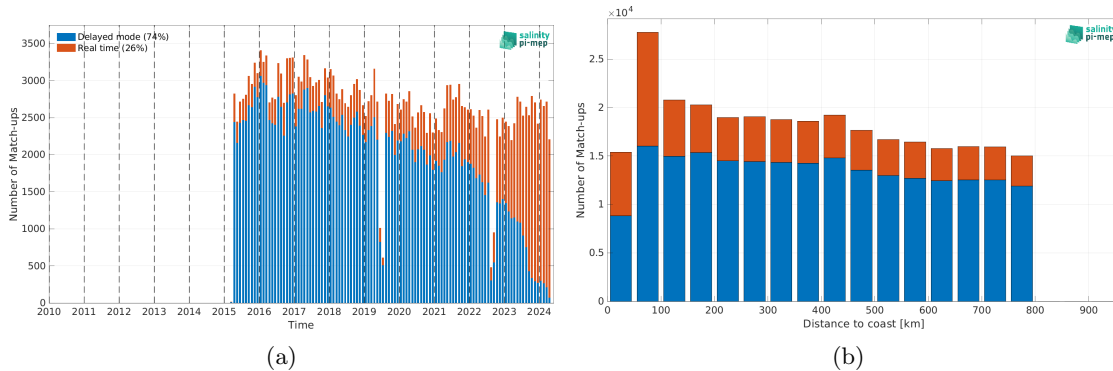 Delayed mode (74%)
Real time (26%)
salinity
pi-mep
Number of Match-ups
3500
3000
2500
2000
1500
1000
500
0
2010 2011 2012 2013 2014 2015 2016 2017 2018 2019 2020 2021 2022 2023 2024
Time
(a)
×10⁴
salinity
pi-mep
Number of Match-ups
2.5
2
1.5
1
0.5
0
0 100 200 300 400 500 600 700 800 900
Distance to coast [km]
(b)